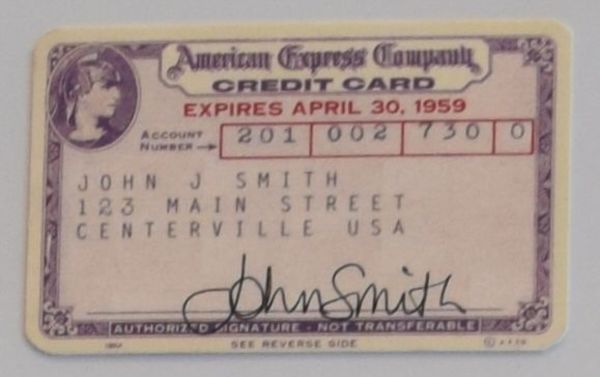 American Express Company
CREDIT CARD
EXPIRES APRIL 30, 1959
ACCOUNT NUMBER → 201 002 730 0
JOHN J SMITH
123 MAIN STREET
CENTERVILLE USA
John Smith
AUTHORIZED SIGNATURE - NOT TRANSFERABLE
SEE REVERSE SIDE